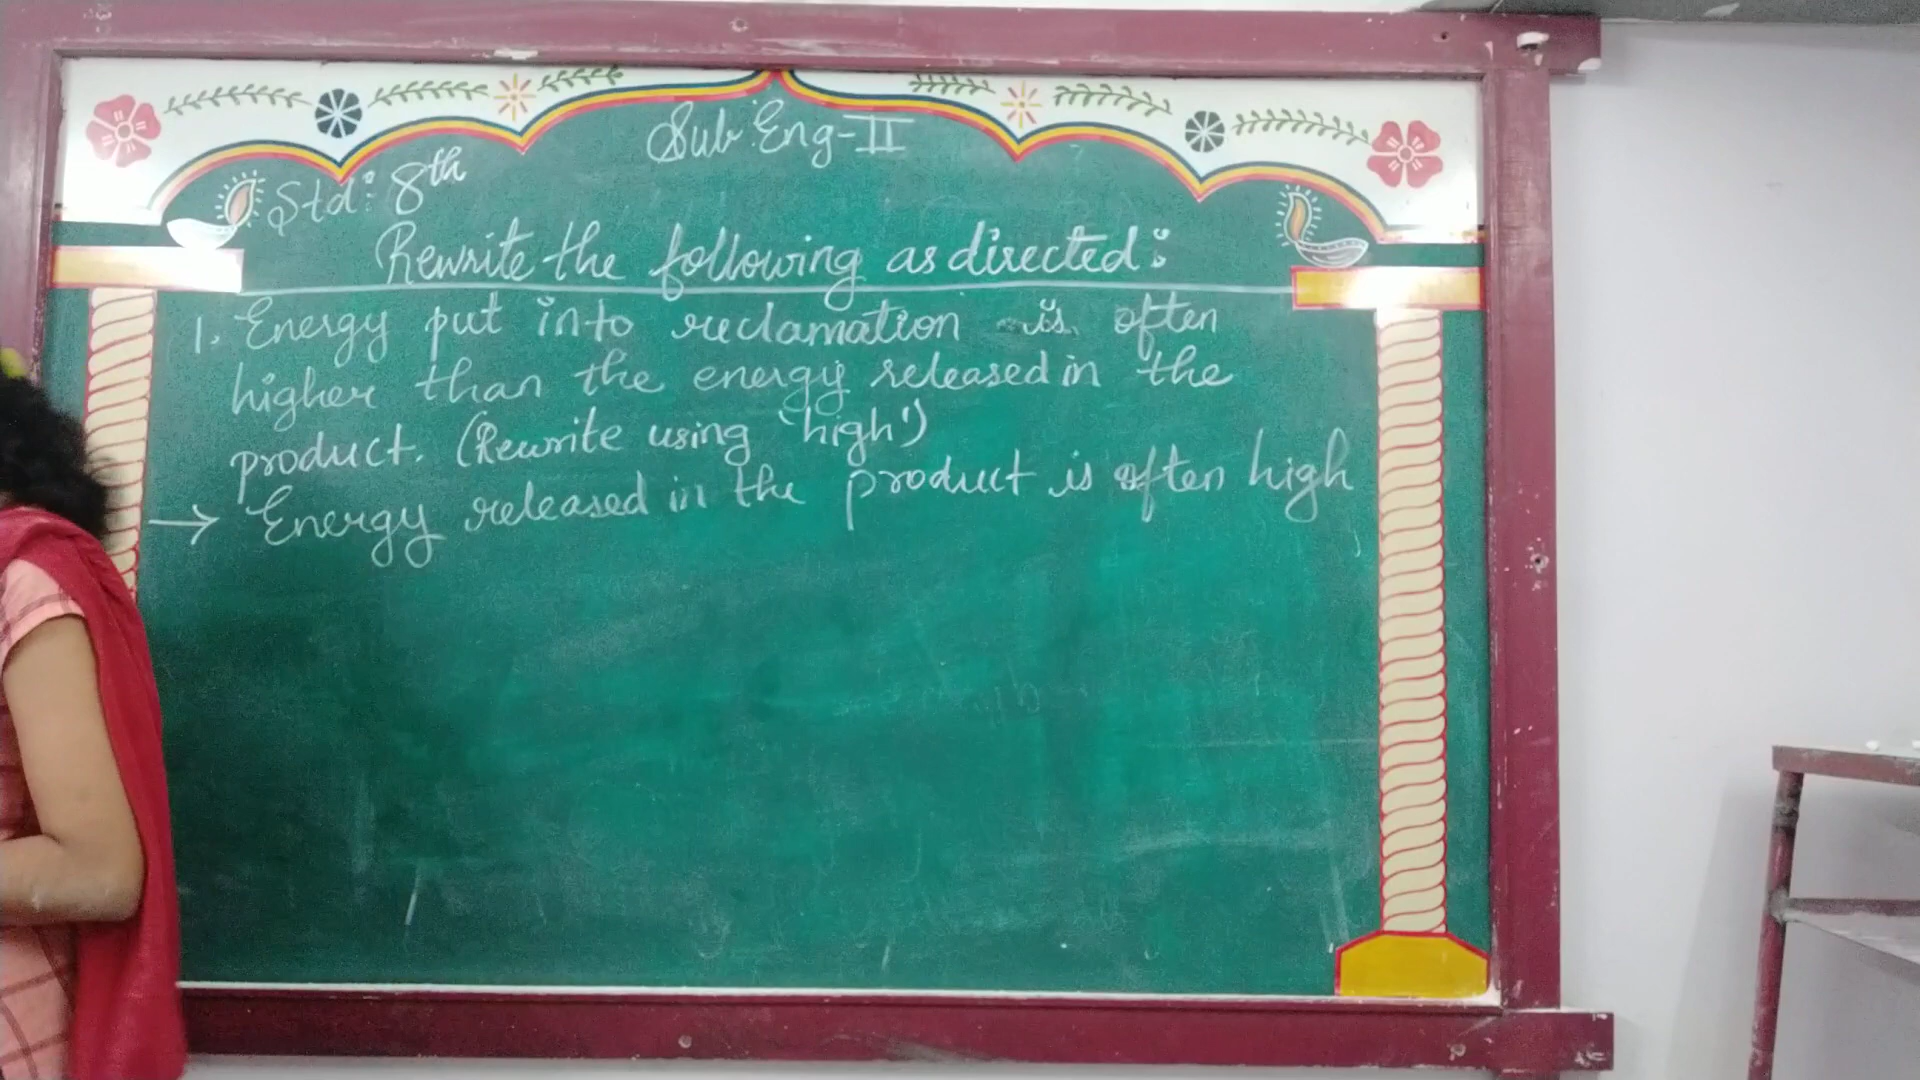 Sub: Eng-II
Std: 8th
Rewrite the following as directed:
1. Energy put into reclamation is often
higher than the energy released in the
product. (Rewrite using 'high')
→ Energy released in the product is often high